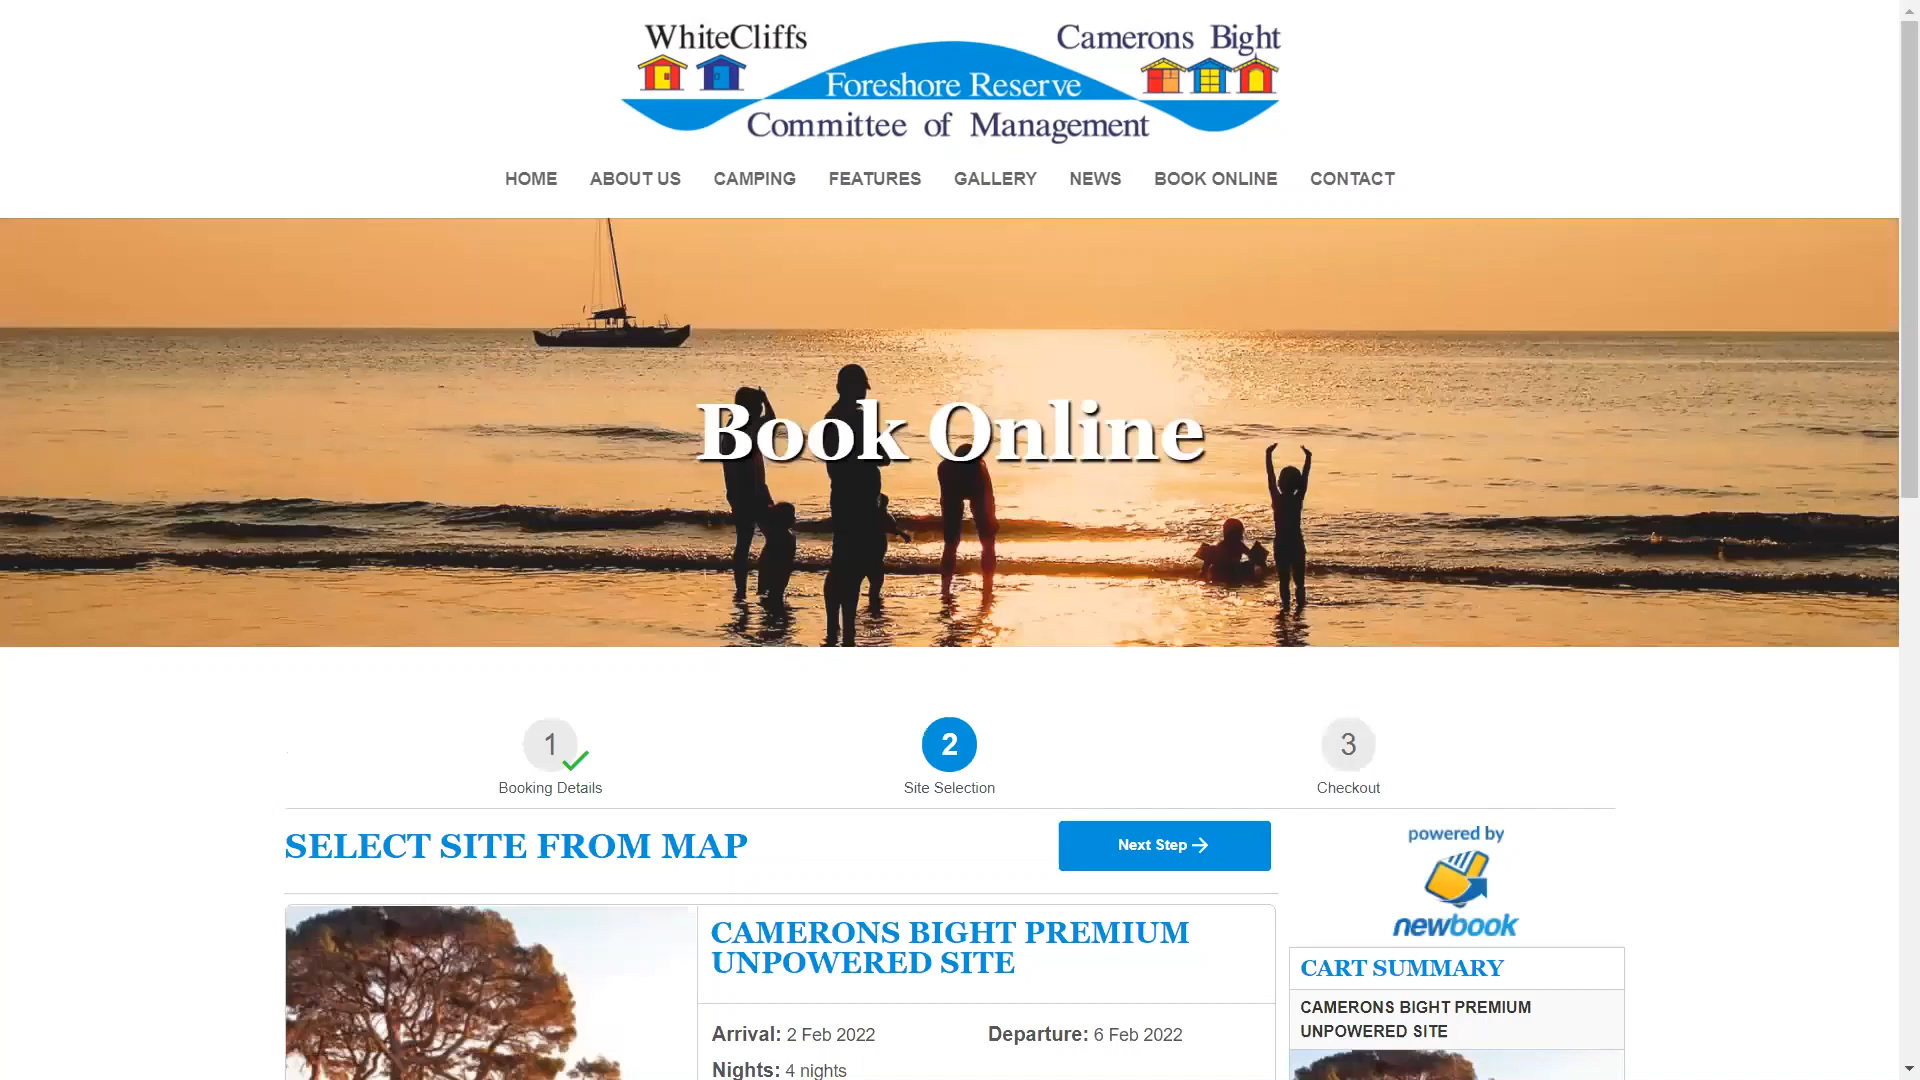 WhiteCliffs
Camerons Bight
Foreshore Reserve
Committee of Management
HOME ABOUT US CAMPING FEATURES GALLERY NEWS BOOK ONLINE CONTACT
Book Online
1 2 3
Booking Details Site Selection Checkout
SELECT SITE FROM MAP
Next Step
powered by
newbook
CAMERONS BIGHT PREMIUM
UNPOWERED SITE
Arrival: 2 Feb 2022 Departure: 6 Feb 2022
Nights: 4 nights
CART SUMMARY
CAMERONS BIGHT PREMIUM
UNPOWERED SITE